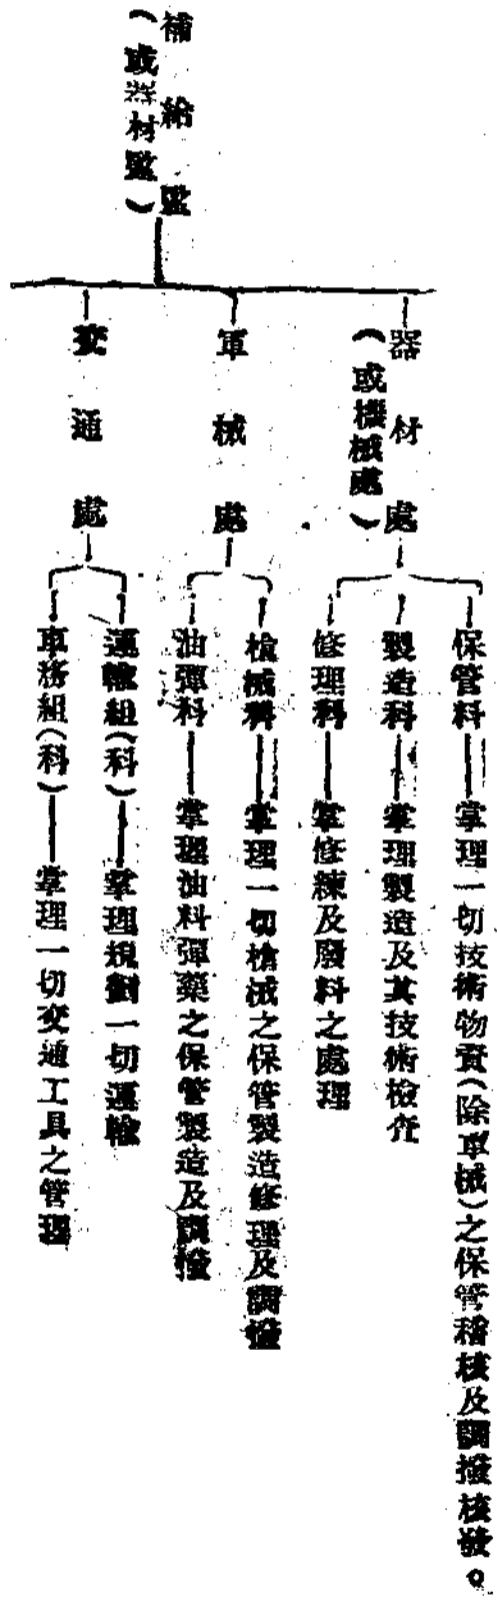 補給監
(或器材監)
器材處
(或機械處)
保管科——掌理一切技術物資(除軍械)之保管稽核及調撥核發。
製造科——掌理製造及其技術檢查
修理科——掌修練及廢料之處理
軍械處
槍械科——掌理一切槍械之保管製造修理及調撥
油彈科——掌理油料彈藥之保管製造及調撥
交通處
運輸組(科)——掌理規劃一切運輸
車務組(科)——掌理一切交通工具之管理